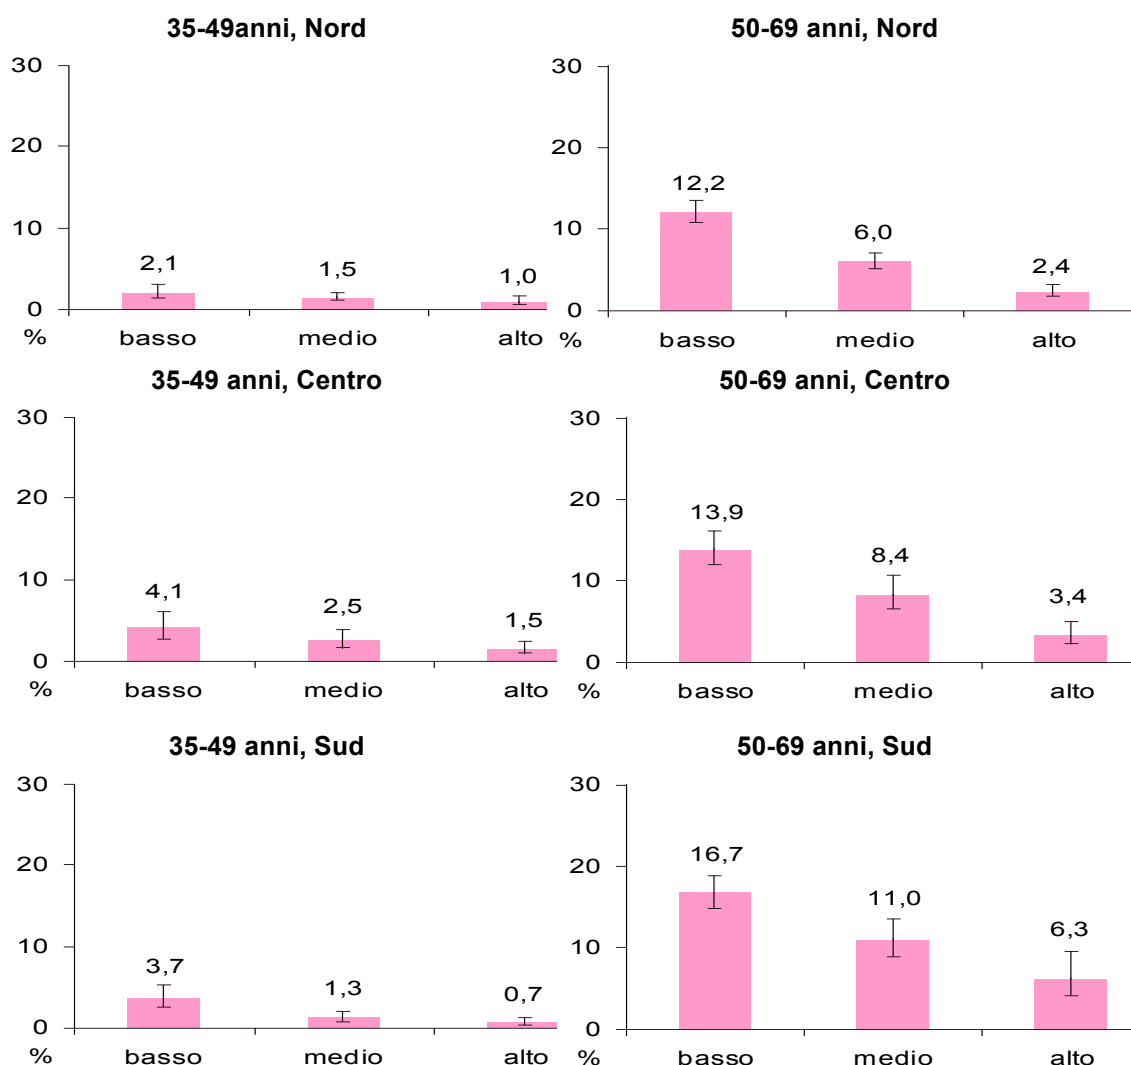 35-49anni, Nord
30
20
10
0
2,1
1,5
1,0
%
basso
medio
alto
50-69 anni, Nord
30
20
10
0
12,2
6,0
2,4
%
basso
medio
alto
35-49 anni, Centro
30
20
10
0
4,1
2,5
1,5
%
basso
medio
alto
50-69 anni, Centro
30
20
10
0
13,9
8,4
3,4
%
basso
medio
alto
35-49 anni, Sud
30
20
10
0
3,7
1,3
0,7
%
basso
medio
alto
50-69 anni, Sud
30
20
10
0
16,7
11,0
6,3
%
basso
medio
alto